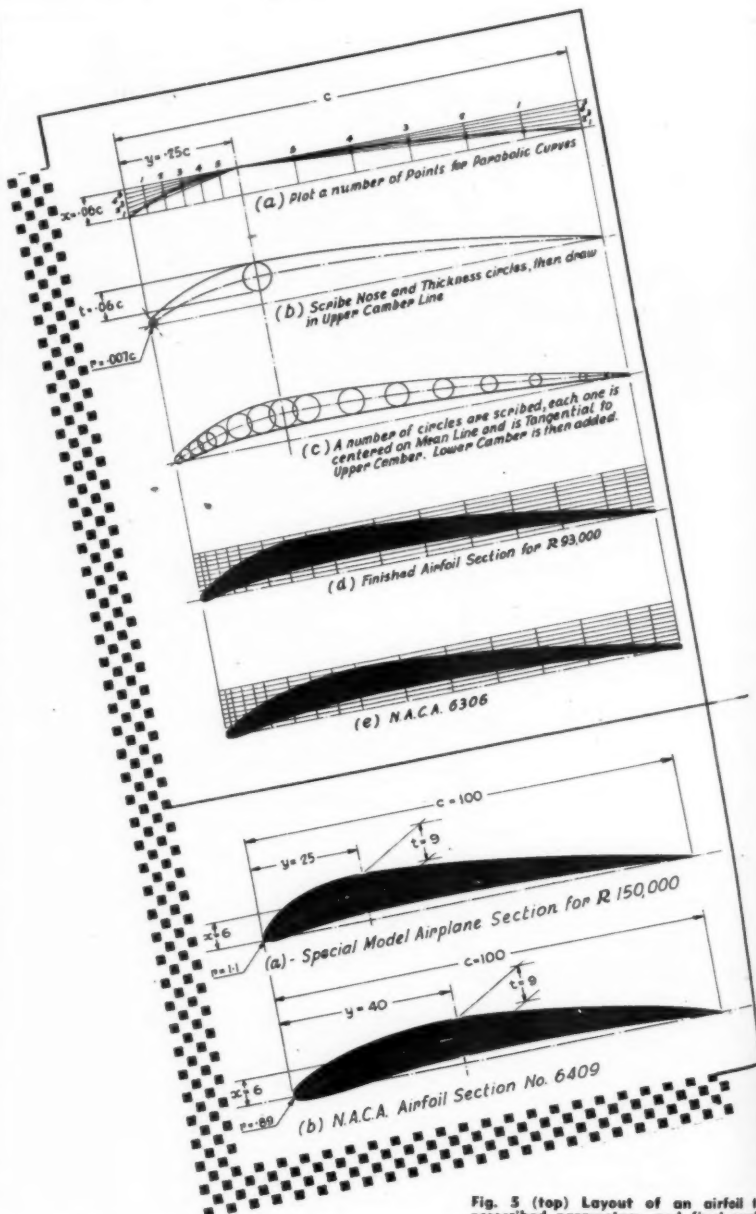 c
y = .25c
1 2 3 4 5
5 4 3 2 1
x = .06c
(a) Plot a number of Points for Parabolic Curves
t = .06c
r = .007c
(b) Scribe Nose and Thickness circles, then draw
in Upper Camber Line
(c) A number of circles are scribed, each one is
centered on Mean Line and is Tangential to
Upper Camber. Lower Camber is then added.
(d) Finished Airfoil Section for R 93,000
(e) N.A.C.A. 6306
c = 100
y = 25
t = 9
x = 6
r = 1.1
(a) - Special Model Airplane Section for R 150,000
c = 100
y = 40
t = 9
x = 6
r = .89
(b) N.A.C.A. Airfoil Section No. 6409
Fig. 5 (top) Layout of an airfoil